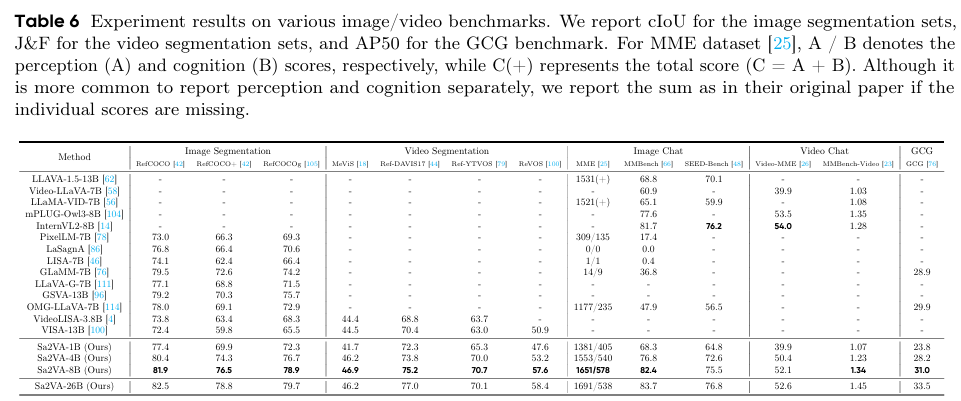 Table 6 Experiment results on various image/video benchmarks. We report cIoU for the image segmentation sets,
J&F for the video segmentation sets, and AP50 for the GCG benchmark. For MME dataset [25], A / B denotes the
perception (A) and cognition (B) scores, respectively, while C(+) represents the total score (C = A + B). Although it
is more common to report perception and cognition separately, we report the sum as in their original paper if the
individual scores are missing.
Method Image Segmentation Video Segmentation Image Chat Video Chat GCG
RefCOCO [42] RefCOCO+ [42] RefCOCOg [105] MeViS [18] Ref-DAVIS17 [44] Ref-YTVOS [79] ReVOS [100] MME [25] MMBench [66] SEED-Bench [48] Video-MME [26] MMBench-Video [23] GCG [76]
LLAVA-1.5-13B [62] - - - - - - - 1531(+) 68.8 70.1 - - -
Video-LLaVA-7B [58] - - - - - - - - 60.9 - 39.9 1.03 -
LLaMA-VID-7B [56] - - - - - - - 1521(+) 65.1 59.9 - 1.08 -
mPLUG-Owl3-8B [104] - - - - - - - - 77.6 - 53.5 1.35 -
InternVL2-8B [14] - - - - - - - - 81.7 76.2 54.0 1.28 -
PixelLM-7B [78] 73.0 66.3 69.3 - - - - 309/135 17.4 - - - -
LaSagnA [86] 76.8 66.4 70.6 - - - - 0/0 0.0 - - - -
LISA-7B [46] 74.1 62.4 66.4 - - - - 1/1 0.4 - - - -
GLaMM-7B [76] 79.5 72.6 74.2 - - - - 14/9 36.8 - - - 28.9
LLaVA-G-7B [111] 77.1 68.8 71.5 - - - - - - - - - -
GSVA-13B [96] 79.2 70.3 75.7 - - - - - - - - - -
OMG-LLaVA-7B [114] 78.0 69.1 72.9 - - - - 1177/235 47.9 56.5 - - 29.9
VideoLISA-3.8B [4] 73.8 63.4 68.3 44.4 68.8 63.7 - - - - - - -
VISA-13B [100] 72.4 59.8 65.5 44.5 70.4 63.0 50.9 - - - - - -
Sa2VA-1B (Ours) 77.4 69.9 72.3 41.7 72.3 65.3 47.6 1381/405 68.3 64.8 39.9 1.07 23.8
Sa2VA-4B (Ours) 80.4 74.3 76.7 46.2 73.8 70.0 53.2 1553/540 76.8 72.6 50.4 1.23 28.2
Sa2VA-8B (Ours) 81.9 76.5 78.9 46.9 75.2 70.7 57.6 1651/578 82.4 75.5 52.1 1.34 31.0
Sa2VA-26B (Ours) 82.5 78.8 79.7 46.2 77.0 70.1 58.4 1691/538 83.7 76.8 52.6 1.45 33.5